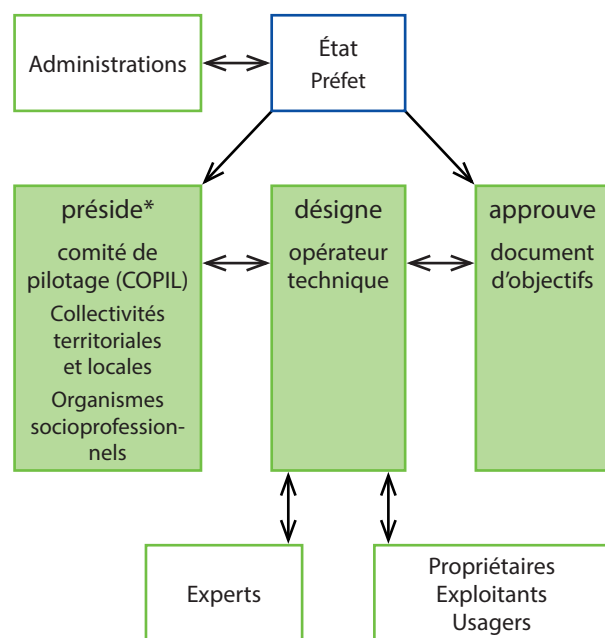 Administrations
État
Préfet
préside*
comité de
pilotage (COPIL)
Collectivités
territoriales
et locales
Organismes
socioprofession-
nels
désigne
opérateur
technique
approuve
document
d’objectifs
Experts
Propriétaires
Exploitants
Usagers